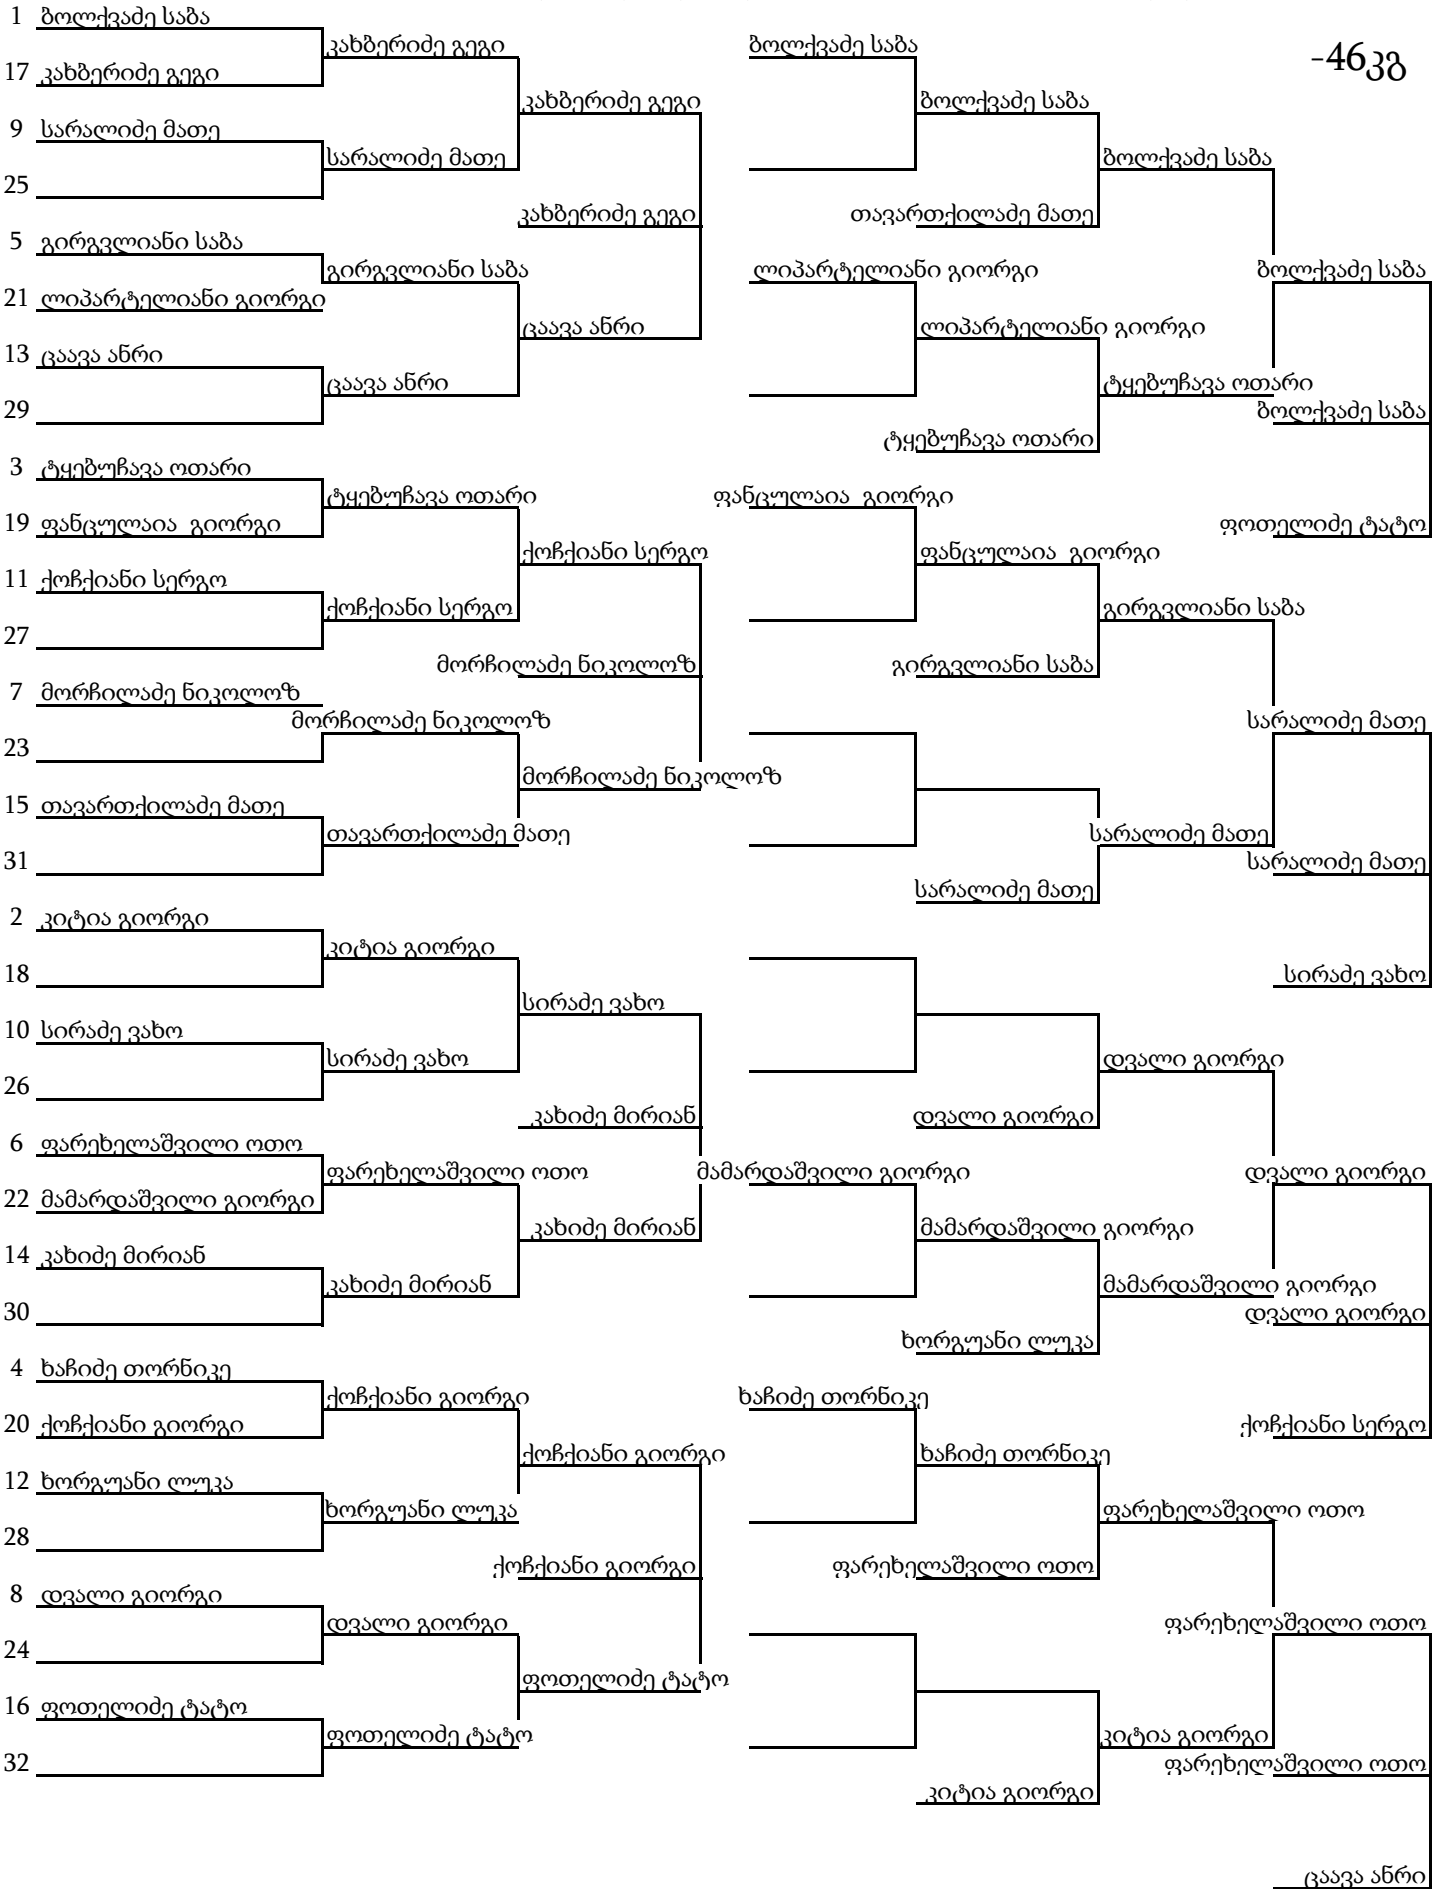 1 ბოლქვაძე საბა
კახბერიძე გეგი
ბოლქვაძე საბა
-46კგ
17 კახბერიძე გეგი
კახბერიძე გეგი
ბოლქვაძე საბა
9 სარალიძე მათე
სარალიძე მათე
ბოლქვაძე საბა
25
კახბერიძე გეგი
თავართქილაძე მათე
5 გირგვლიანი საბა
გირგვლიანი საბა
ლიპარტელიანი გიორგი
ბოლქვაძე საბა
21 ლიპარტელიანი გიორგი
ცაავა ანრი
ლიპარტელიანი გიორგი
13 ცაავა ანრი
ცაავა ანრი
ტყებუჩავა ოთარი
29
ბოლქვაძე საბა
ტყებუჩავა ოთარი
3 ტყებუჩავა ოთარი
ტყებუჩავა ოთარი
ფანცულაია გიორგი
19 ფანცულაია გიორგი
ფოთელიძე ტატო
ქოჩქიანი სერგო
ფანცულაია გიორგი
11 ქოჩქიანი სერგო
ქოჩქიანი სერგო
გირგვლიანი საბა
27
მორჩილაძე ნიკოლოზ
გირგვლიანი საბა
7 მორჩილაძე ნიკოლოზ
მორჩილაძე ნიკოლოზ
სარალიძე მათე
23
მორჩილაძე ნიკოლოზ
15 თავართქილაძე მათე
თავართქილაძე მათე
სარალიძე მათე
31
სარალიძე მათე
სარალიძე მათე
2 კიტია გიორგი
კიტია გიორგი
18
სირაძე ვახო
სირაძე ვახო
10 სირაძე ვახო
სირაძე ვახო
დვალი გიორგი
26
კახიძე მირიან
დვალი გიორგი
6 ფარეხელაშვილი ოთო
ფარეხელაშვილი ოთო
მამარდაშვილი გიორგი
დვალი გიორგი
22 მამარდაშვილი გიორგი
კახიძე მირიან
მამარდაშვილი გიორგი
14 კახიძე მირიან
კახიძე მირიან
მამარდაშვილი გიორგი
30
დვალი გიორგი
ხორგუანი ლუკა
4 ხაჩიძე თორნიკე
ქოჩქიანი გიორგი
ხაჩიძე თორნიკე
20 ქოჩქიანი გიორგი
ქოჩქიანი სერგო
ქოჩქიანი გიორგი
ხაჩიძე თორნიკე
12 ხორგუანი ლუკა
ხორგუანი ლუკა
ფარეხელაშვილი ოთო
28
ქოჩქიანი გიორგი
ფარეხელაშვილი ოთო
8 დვალი გიორგი
დვალი გიორგი
ფარეხელაშვილი ოთო
24
ფოთელიძე ტატო
16 ფოთელიძე ტატო
ფოთელიძე ტატო
კიტია გიორგი
32
ფარეხელაშვილი ოთო
კიტია გიორგი
ცაავა ანრი